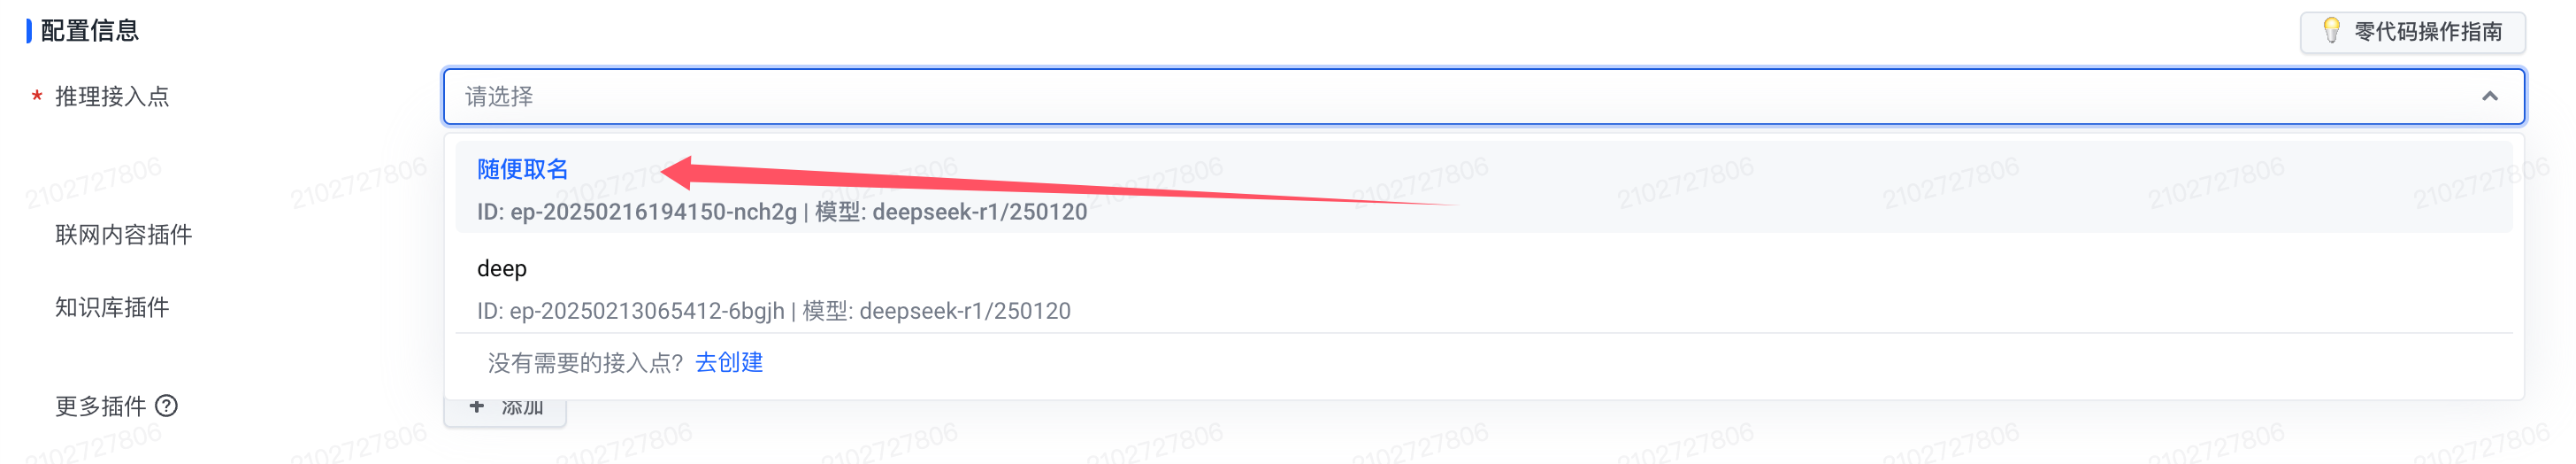 配置信息
零代码操作指南
* 推理接入点
请选择
随便取名
ID: ep-20250216194150-nch2g | 模型: deepseek-r1/250120
联网内容插件
deep
知识库插件
ID: ep-20250213065412-6bgjh | 模型: deepseek-r1/250120
没有需要的接入点? 去创建
更多插件 ?
+ 添加
2102727806 2102727806 2102727806 2102727806 2102727806 2102727806 2102727806 2102727806 2102727806 2102727806
2102727806 2102727806 2102727806 2102727806 2102727806 2102727806 2102727806 2102727806 2102727806 2102727806